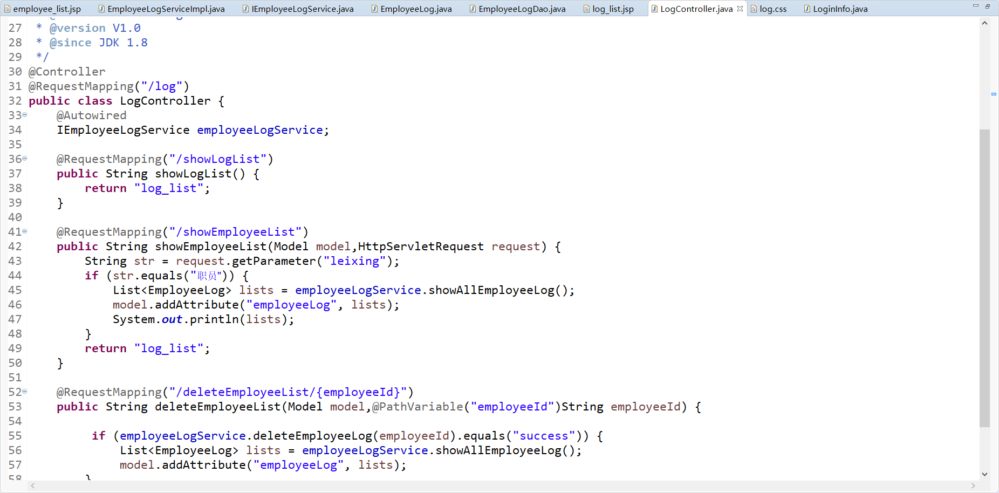 employee_list.jsp EmployeeLogServiceImpl.java IEmployeeLogService.java EmployeeLog.java EmployeeLogDao.java log_list.jsp LogController.java log.css LoginInfo.java
27 * @version V1.0
28 * @since JDK 1.8
29 */
30 @Controller
31 @RequestMapping("/log")
32 public class LogController {
33 @Autowired
34 IEmployeeLogService employeeLogService;
35
36 @RequestMapping("/showLogList")
37 public String showLogList() {
38 return "log_list";
39 }
40
41 @RequestMapping("/showEmployeeList")
42 public String showEmployeeList(Model model,HttpServletRequest request) {
43 String str = request.getParameter("leixing");
44 if (str.equals("职员")) {
45 List<EmployeeLog> lists = employeeLogService.showAllEmployeeLog();
46 model.addAttribute("employeeLog", lists);
47 System.out.println(lists);
48 }
49 return "log_list";
50 }
51
52 @RequestMapping("/deleteEmployeeList/{employeeId}")
53 public String deleteEmployeeList(Model model,@PathVariable("employeeId")String employeeId) {
54
55 if (employeeLogService.deleteEmployeeLog(employeeId).equals("success")) {
56 List<EmployeeLog> lists = employeeLogService.showAllEmployeeLog();
57 model.addAttribute("employeeLog", lists);
58 }